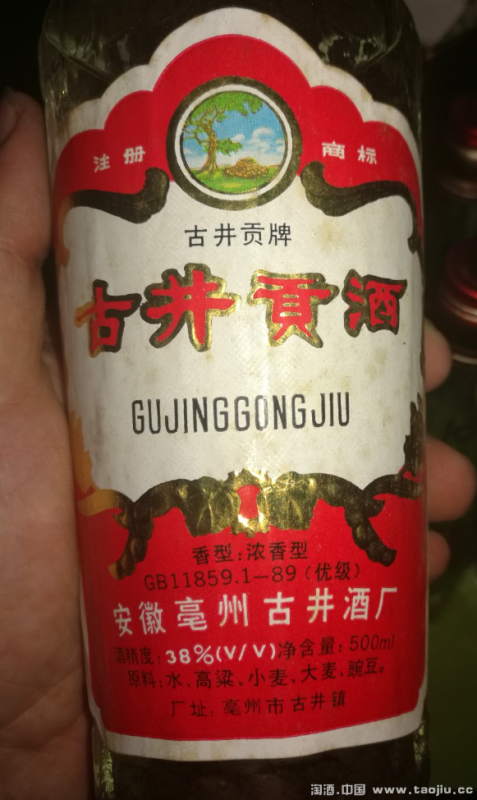 注册 商标
古井贡牌
古井贡酒
GUJINGGONGJIU
香型:浓香型
GB11859.1—89(优级)
安徽亳州古井酒厂
酒精度:38%(V/V)净含量:500ml
原料:水、高粱、小麦、大麦、豌豆。
厂址:亳州市古井镇
淘酒.中国 www.taojiu.cc